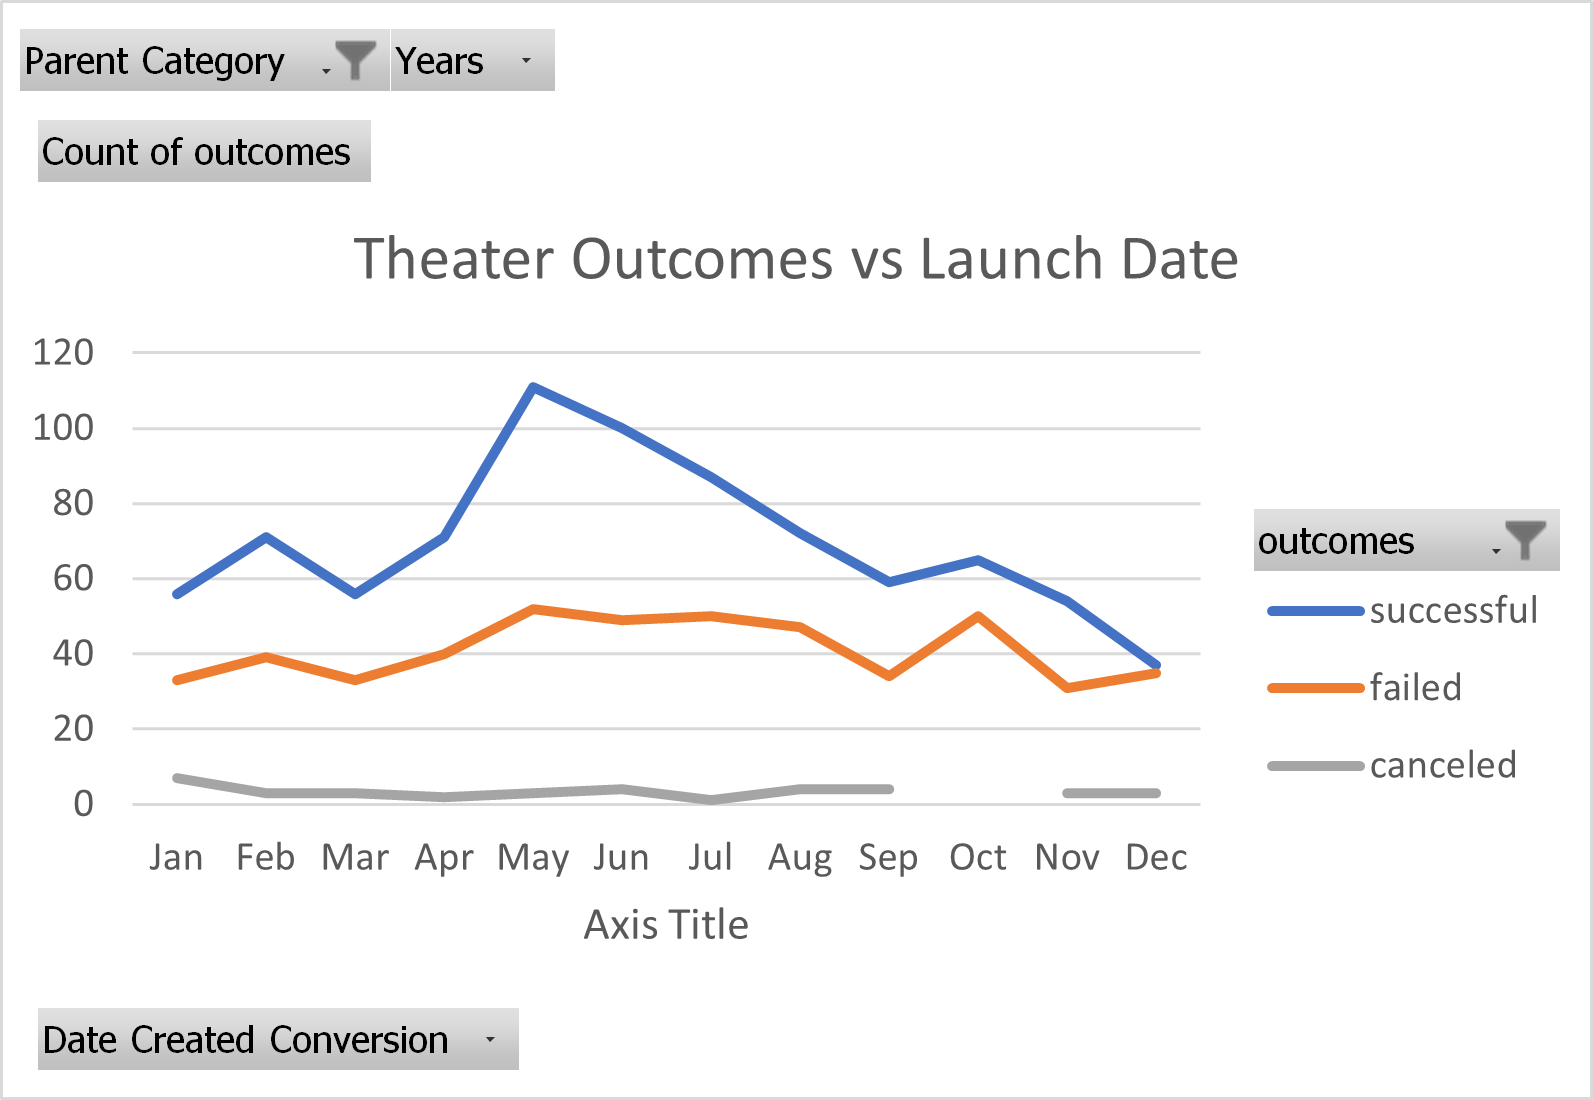 Parent Category Years
Count of outcomes
Theater Outcomes vs Launch Date
120
100
80
60
40
20
0
Jan Feb Mar Apr May Jun Jul Aug Sep Oct Nov Dec
Axis Title
outcomes
successful
failed
canceled
Date Created Conversion